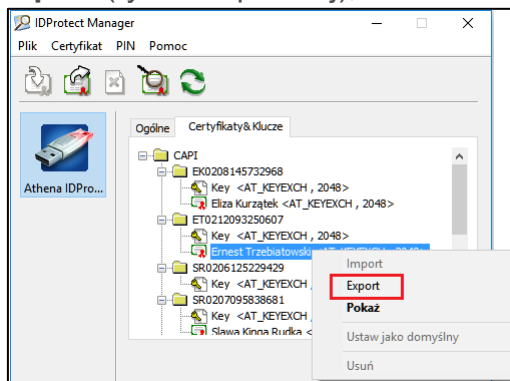 IDProtect Manager
Plik Certyfikat PIN Pomoc
Athena IDPro...
Ogólne Certyfikaty& Klucze
CAPI
EK0208145732968
Key <AT_KEYEXCH , 2048>
Eliza Kurzątek <AT_KEYEXCH , 2048>
ET0212093250607
Key <AT_KEYEXCH , 2048>
Ernest Trzebiatowski <AT_KEYEXCH , 2048>
SR0206125229429
Key <AT_KEYEXCH ,
SR0207095838681
Key <AT_KEYEXCH ,
Sława Kinga Rudka <
Import
Export
Pokaż
Ustaw jako domyślny
Usuń